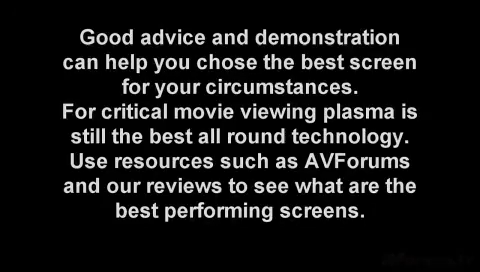 Good advice and demonstration
can help you chose the best screen
for your circumstances.
For critical movie viewing plasma is
still the best all round technology.
Use resources such as AVForums
and our reviews to see what are the
best performing screens.